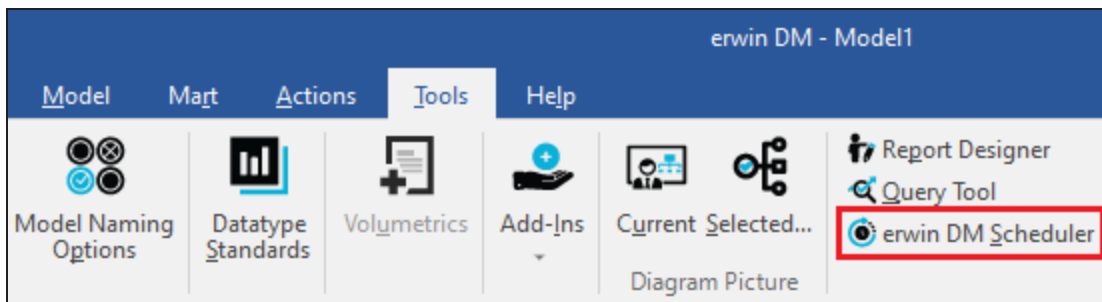 erwin DM - Model1
Model Mart Actions Tools Help
Model Naming
Options
Datatype
Standards
Volumetrics
Add-Ins
Current Selected...
Diagram Picture
Report Designer
Query Tool
erwin DM Scheduler